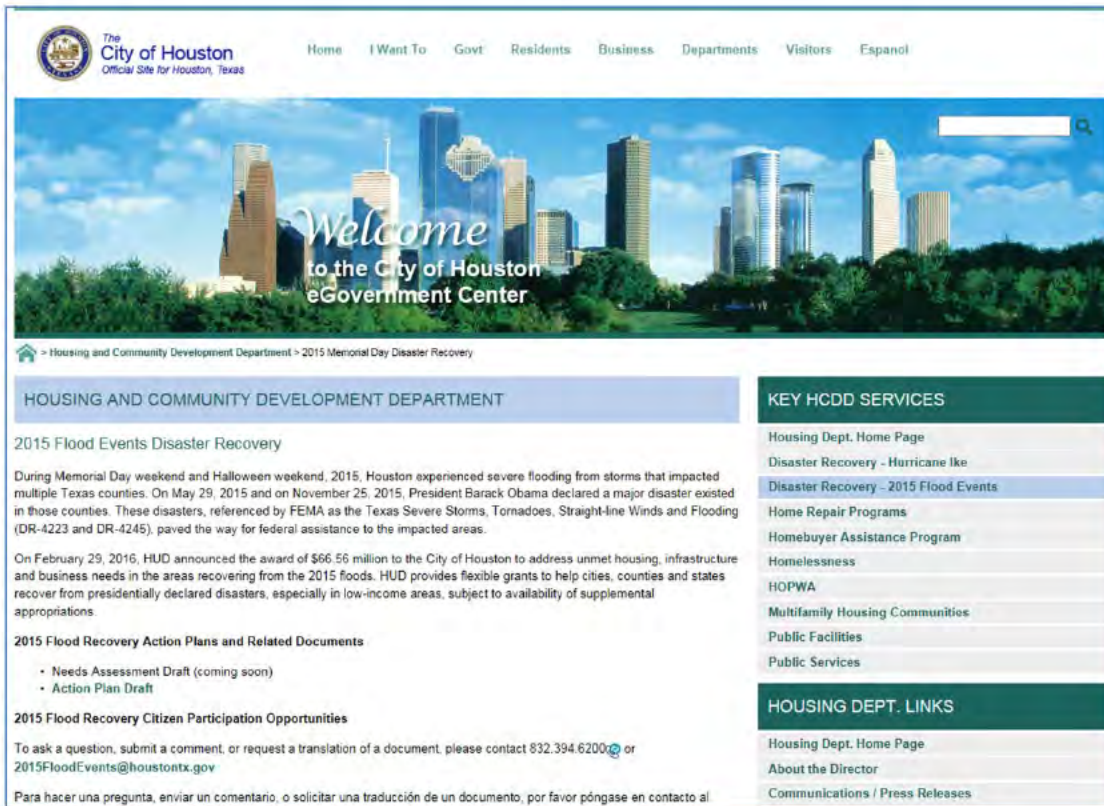 The
City of Houston
Official Site for Houston, Texas
Home I Want To Govt Residents Business Departments Visitors Espanol
Welcome
to the City of Houston
eGovernment Center
> Housing and Community Development Department > 2015 Memorial Day Disaster Recovery
HOUSING AND COMMUNITY DEVELOPMENT DEPARTMENT
2015 Flood Events Disaster Recovery
During Memorial Day weekend and Halloween weekend, 2015, Houston experienced severe flooding from storms that impacted
multiple Texas counties. On May 29, 2015 and on November 25, 2015, President Barack Obama declared a major disaster existed
in those counties. These disasters, referenced by FEMA as the Texas Severe Storms, Tornadoes, Straight-line Winds and Flooding
(DR-4223 and DR-4245), paved the way for federal assistance to the impacted areas.
On February 29, 2016, HUD announced the award of $66.56 million to the City of Houston to address unmet housing, infrastructure
and business needs in the areas recovering from the 2015 floods. HUD provides flexible grants to help cities, counties and states
recover from presidentially declared disasters, especially in low-income areas, subject to availability of supplemental
appropriations.
2015 Flood Recovery Action Plans and Related Documents
• Needs Assessment Draft (coming soon)
• Action Plan Draft
2015 Flood Recovery Citizen Participation Opportunities
To ask a question, submit a comment, or request a translation of a document, please contact 832.394.6200 or
2015FloodEvents@houstontx.gov
Para hacer una pregunta, enviar un comentario, o solicitar una traducción de un documento, por favor póngase en contacto al
KEY HCDD SERVICES
Housing Dept. Home Page
Disaster Recovery - Hurricane Ike
Disaster Recovery - 2015 Flood Events
Home Repair Programs
Homebuyer Assistance Program
Homelessness
HOPWA
Multifamily Housing Communities
Public Facilities
Public Services
HOUSING DEPT. LINKS
Housing Dept. Home Page
About the Director
Communications / Press Releases